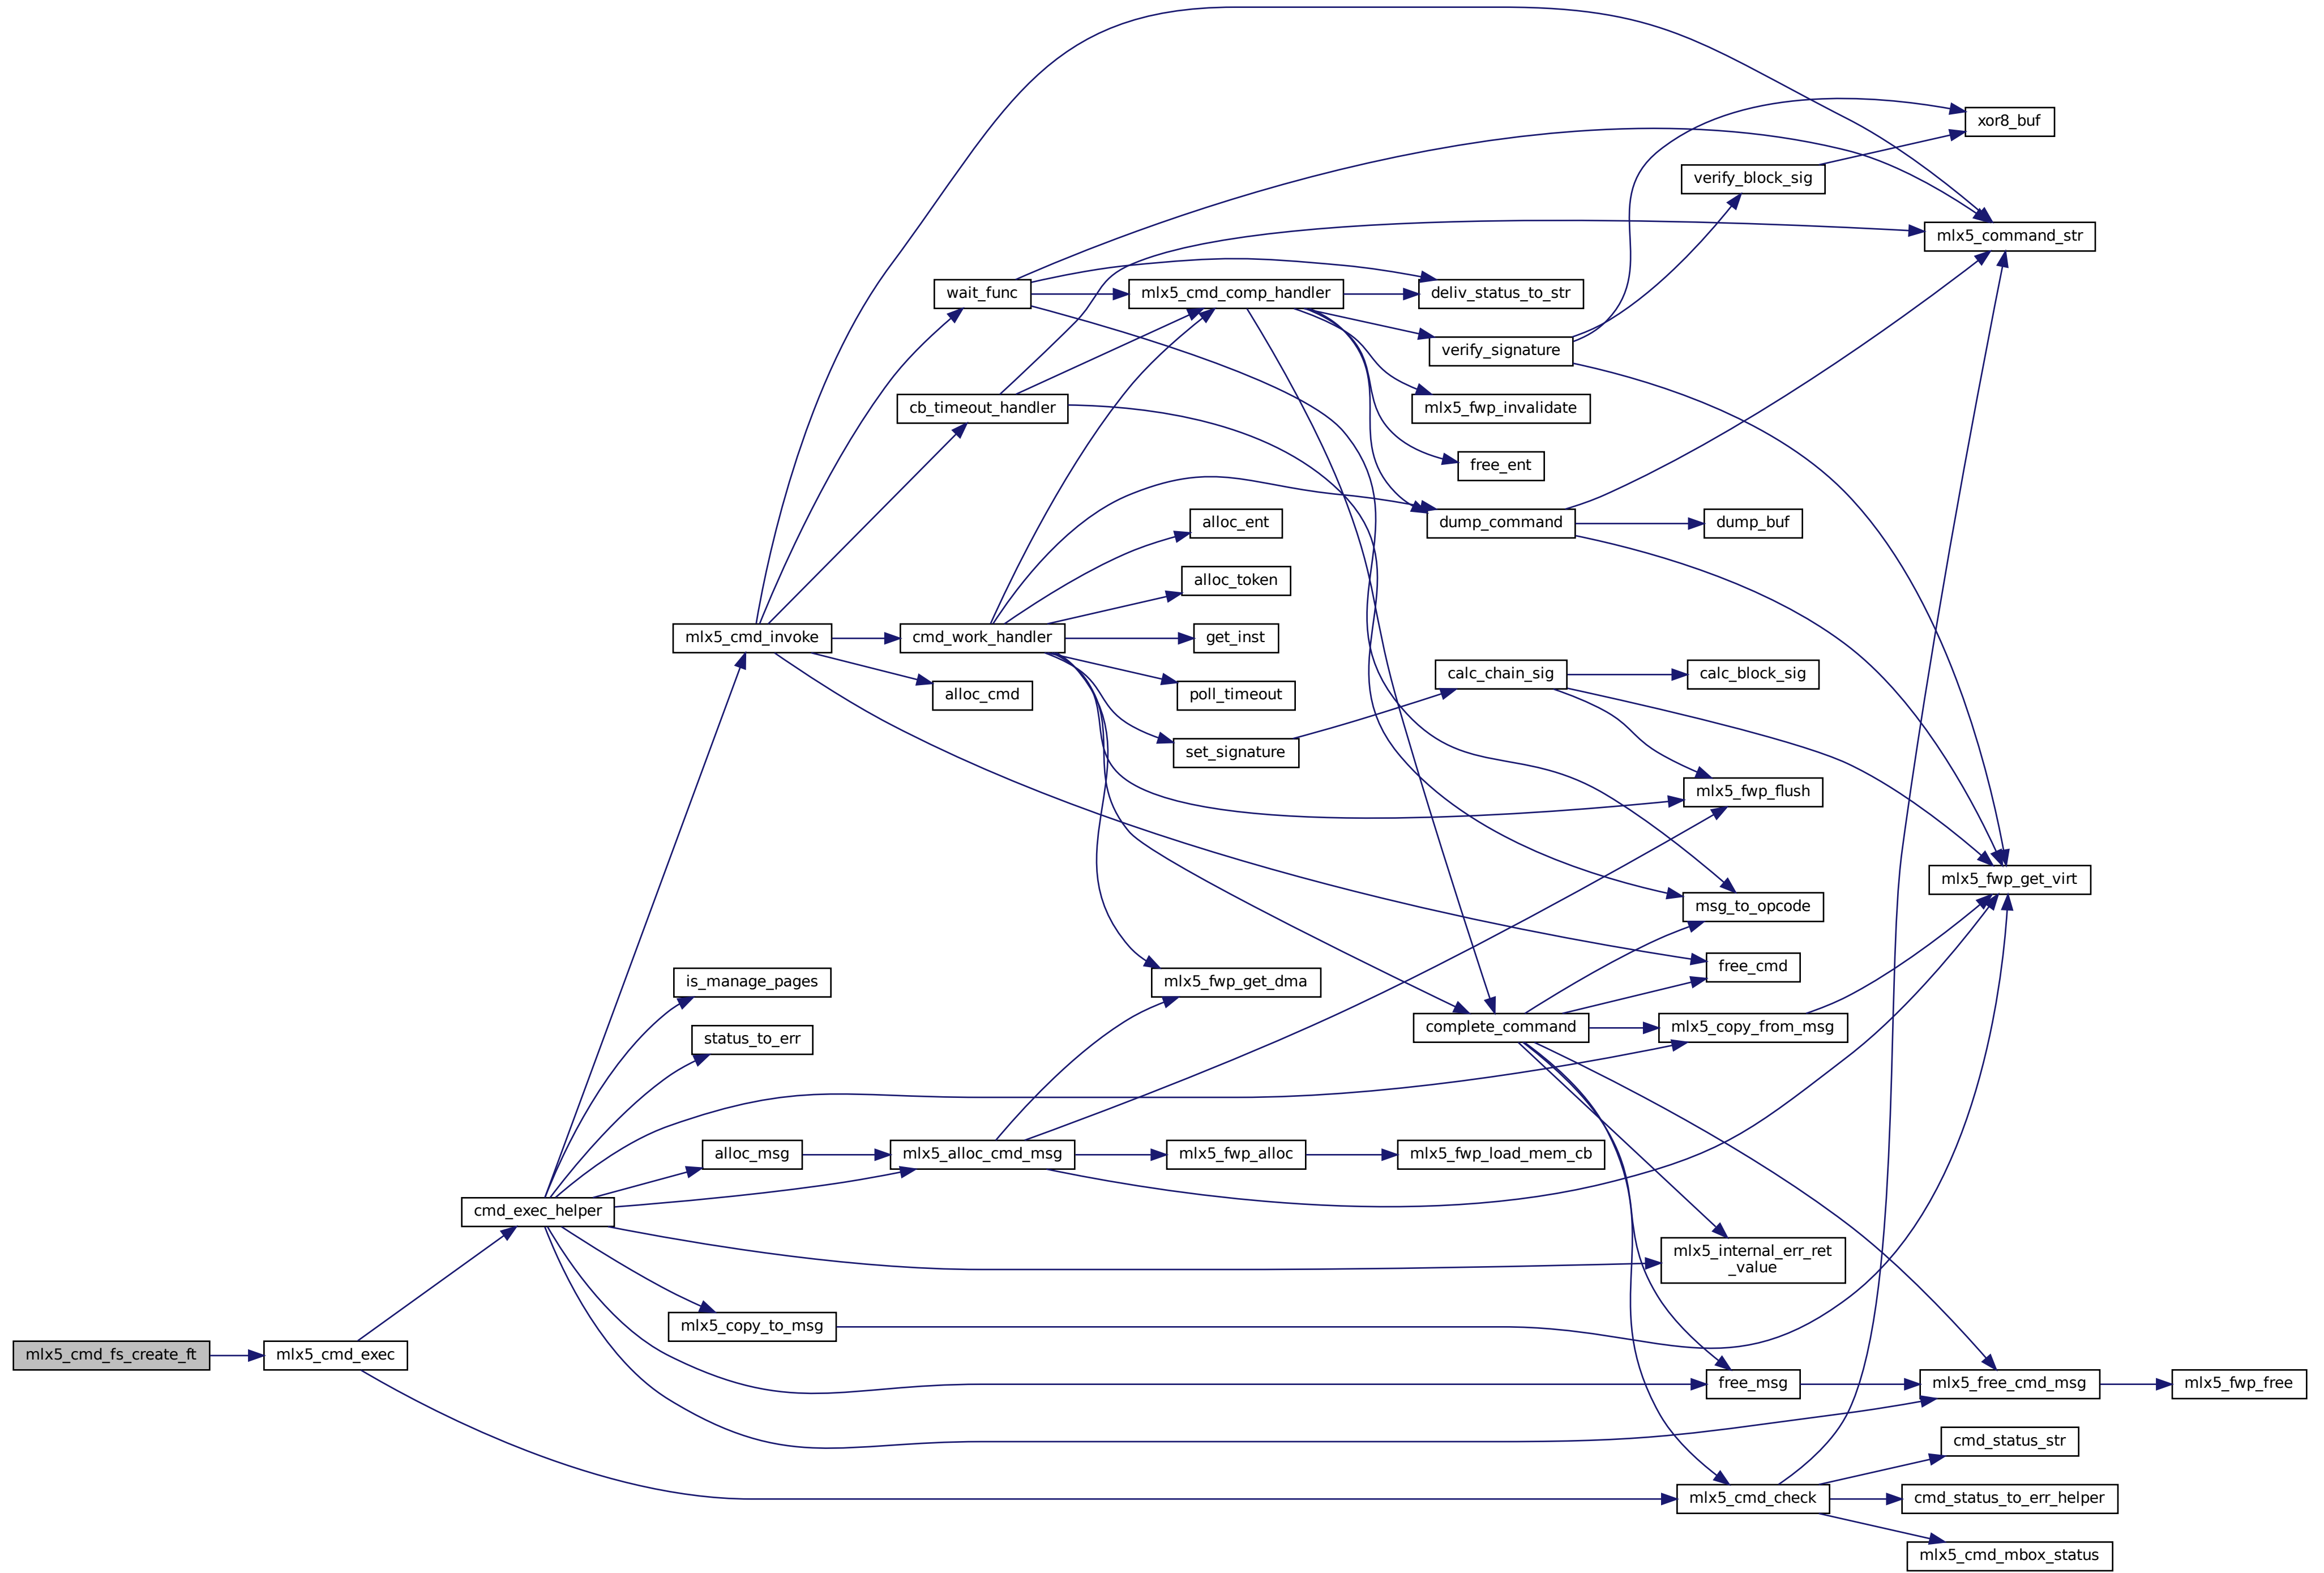 xor8_buf
verify_block_sig
mlx5_command_str
wait_func
mlx5_cmd_comp_handler
deliv_status_to_str
verify_signature
cb_timeout_handler
mlx5_fwp_invalidate
free_ent
alloc_ent
dump_command
dump_buf
alloc_token
mlx5_cmd_invoke
cmd_work_handler
get_inst
calc_chain_sig
calc_block_sig
alloc_cmd
poll_timeout
set_signature
mlx5_fwp_flush
mlx5_fwp_get_virt
msg_to_opcode
free_cmd
is_manage_pages
mlx5_fwp_get_dma
complete_command
mlx5_copy_from_msg
status_to_err
alloc_msg
mlx5_alloc_cmd_msg
mlx5_fwp_alloc
mlx5_fwp_load_mem_cb
cmd_exec_helper
mlx5_internal_err_ret
_value
mlx5_copy_to_msg
mlx5_cmd_fs_create_ft
mlx5_cmd_exec
free_msg
mlx5_free_cmd_msg
mlx5_fwp_free
cmd_status_str
mlx5_cmd_check
cmd_status_to_err_helper
mlx5_cmd_mbox_status